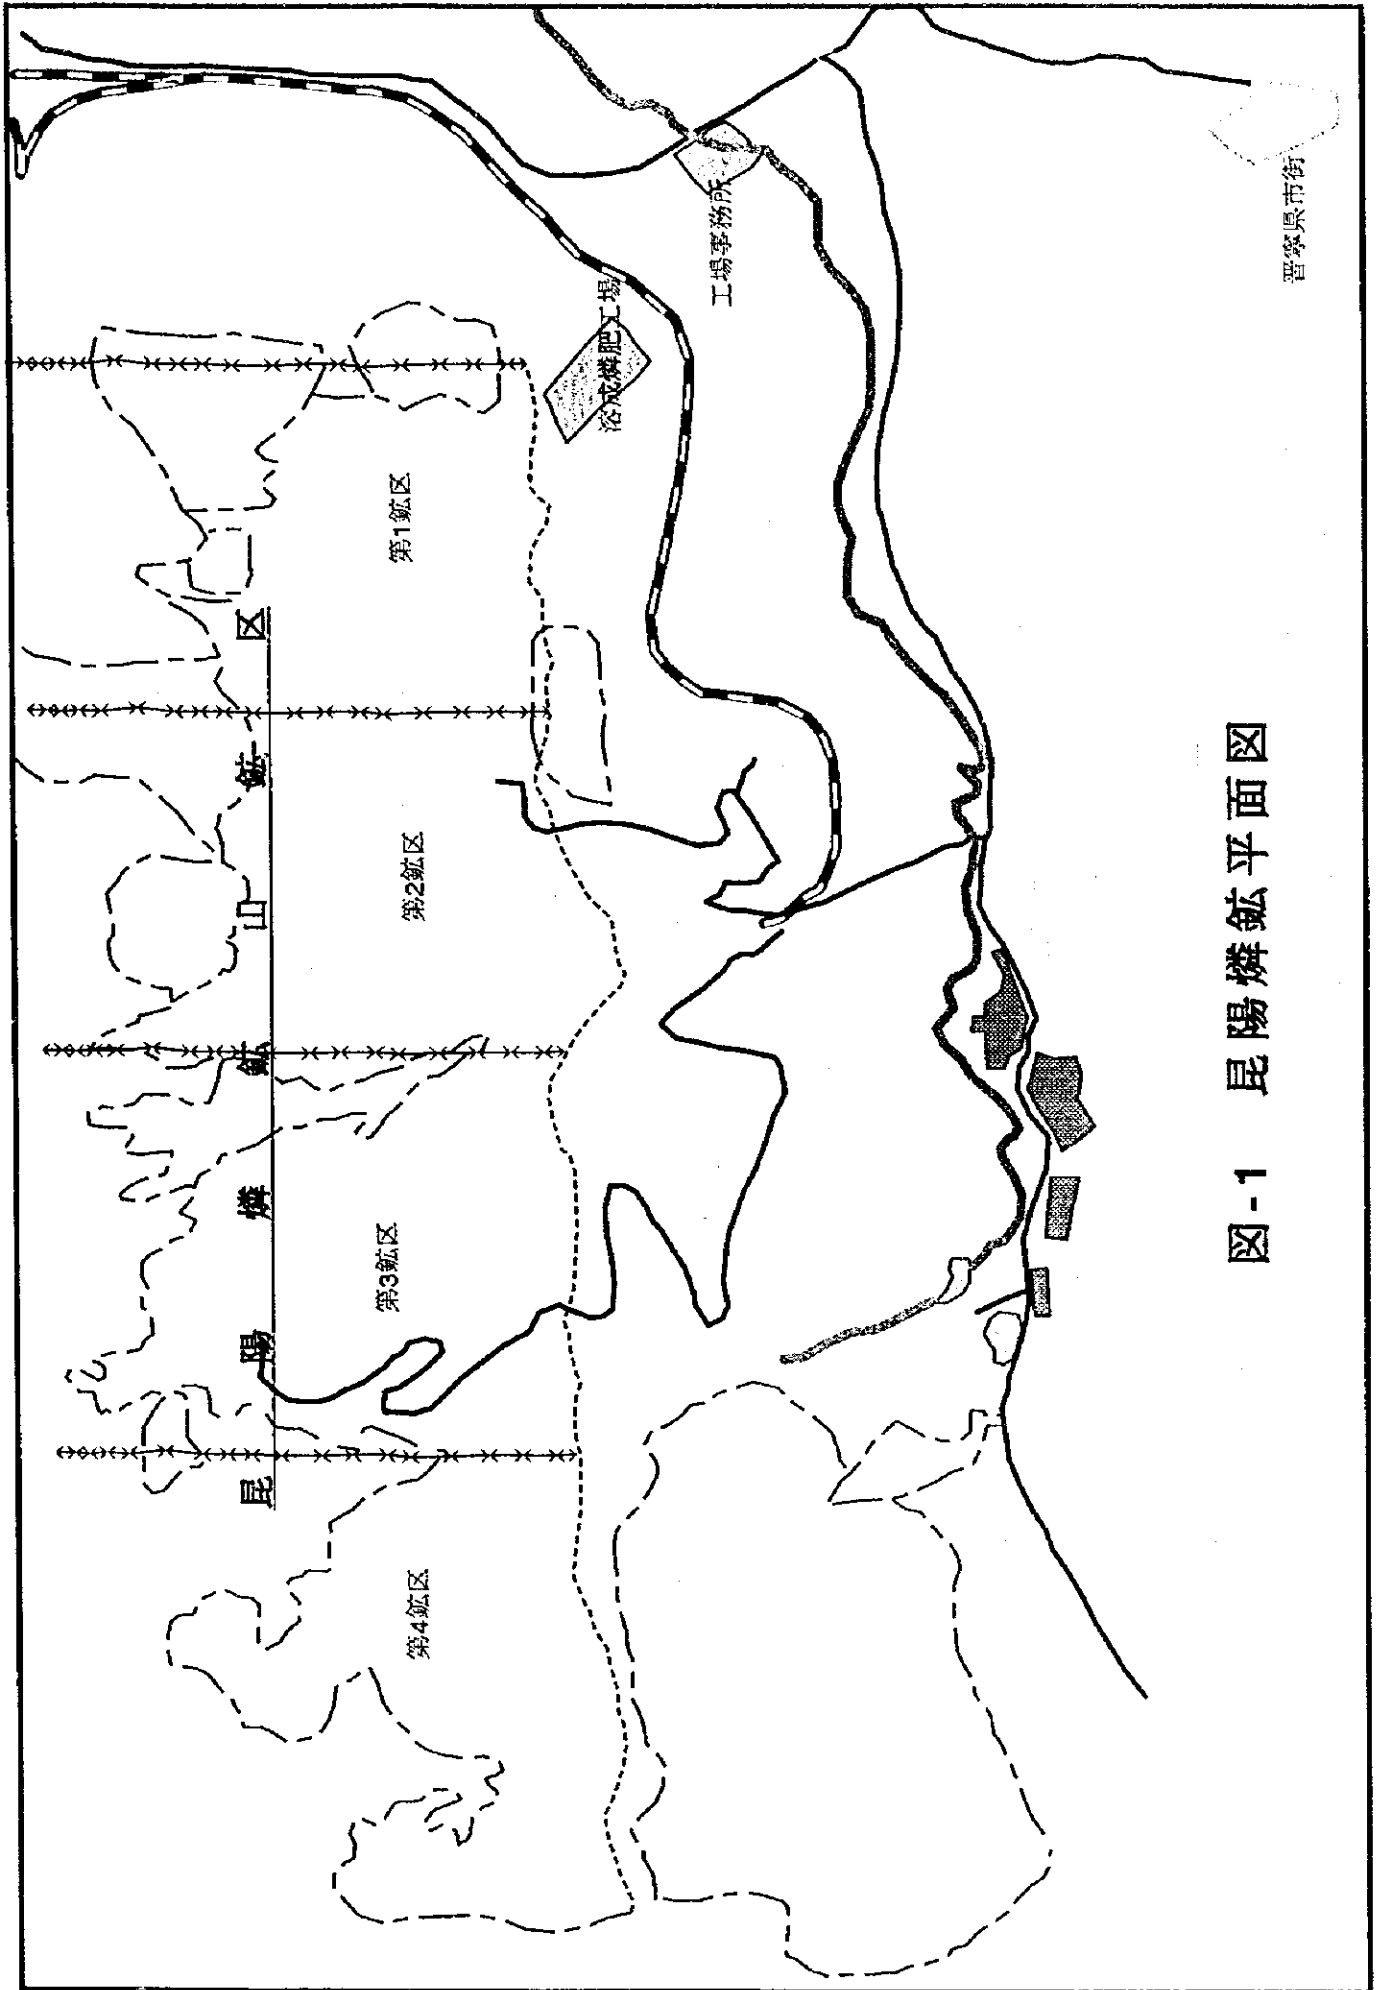 昆陽燐鉱山鉱区
第4鉱区
第3鉱区
第2鉱区
第1鉱区
溶成燐肥工場
工場事務所
晋寧県市街
図-1 昆陽燐鉱平面図